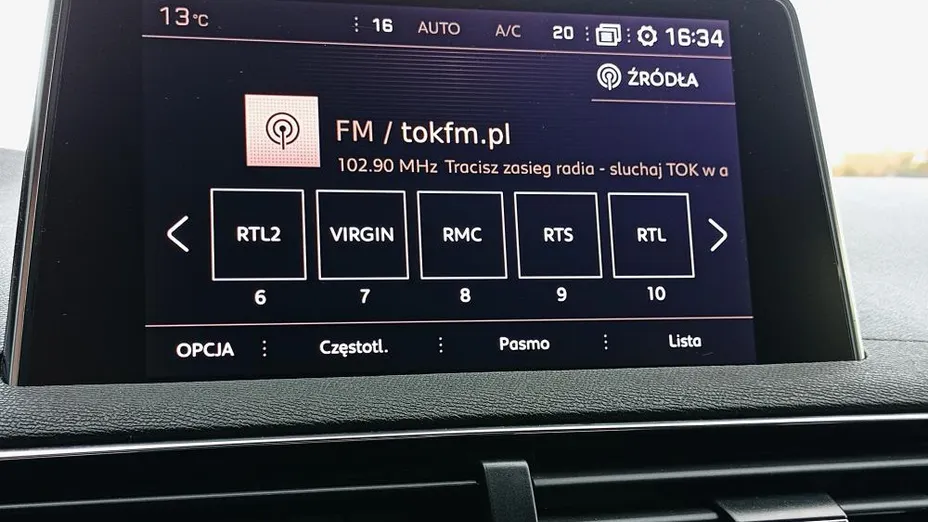 13°C 16 AUTO A/C 20 16:34
ŹRÓDŁA
FM / tokfm.pl
102.90 MHz Tracisz zasieg radia - sluchaj TOK w a
RTL2 VIRGIN RMC RTS RTL
6 7 8 9 10
OPCJA Częstotl. Pasmo Lista